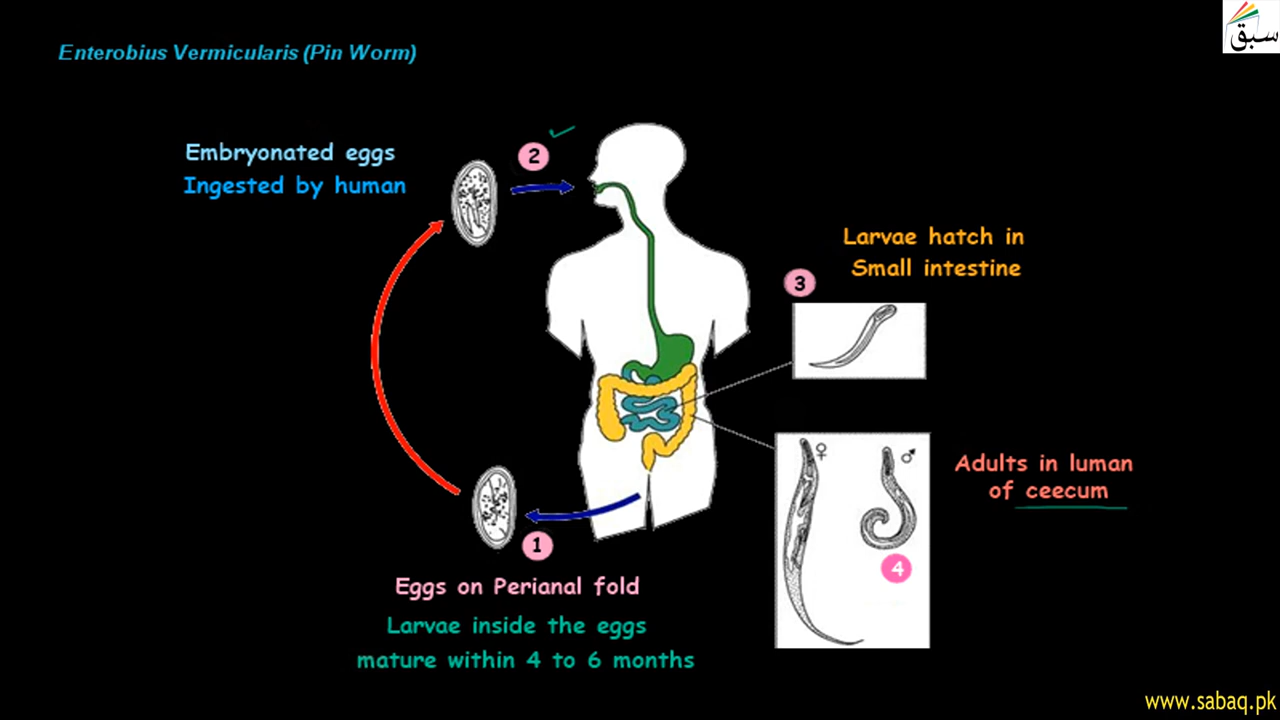 Enterobius Vermicularis (Pin Worm)
سبق
Embryonated eggs
Ingested by human
2
Larvae hatch in
Small intestine
3
Adults in luman
of ceecum
4
1
Eggs on Perianal fold
Larvae inside the eggs
mature within 4 to 6 months
www.sabaq.pk